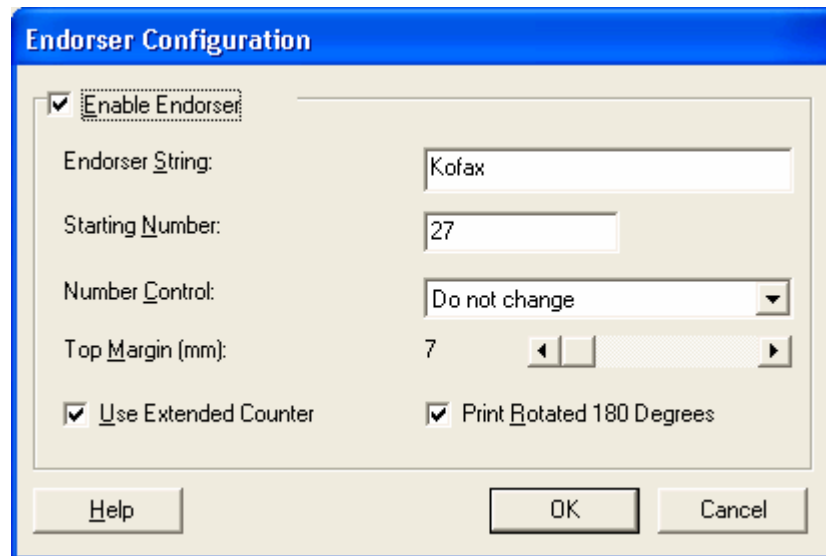 Endorser Configuration
Enable Endorser
Endorser String: Kofax
Starting Number: 27
Number Control: Do not change
Top Margin (mm): 7
Use Extended Counter Print Rotated 180 Degrees
Help OK Cancel